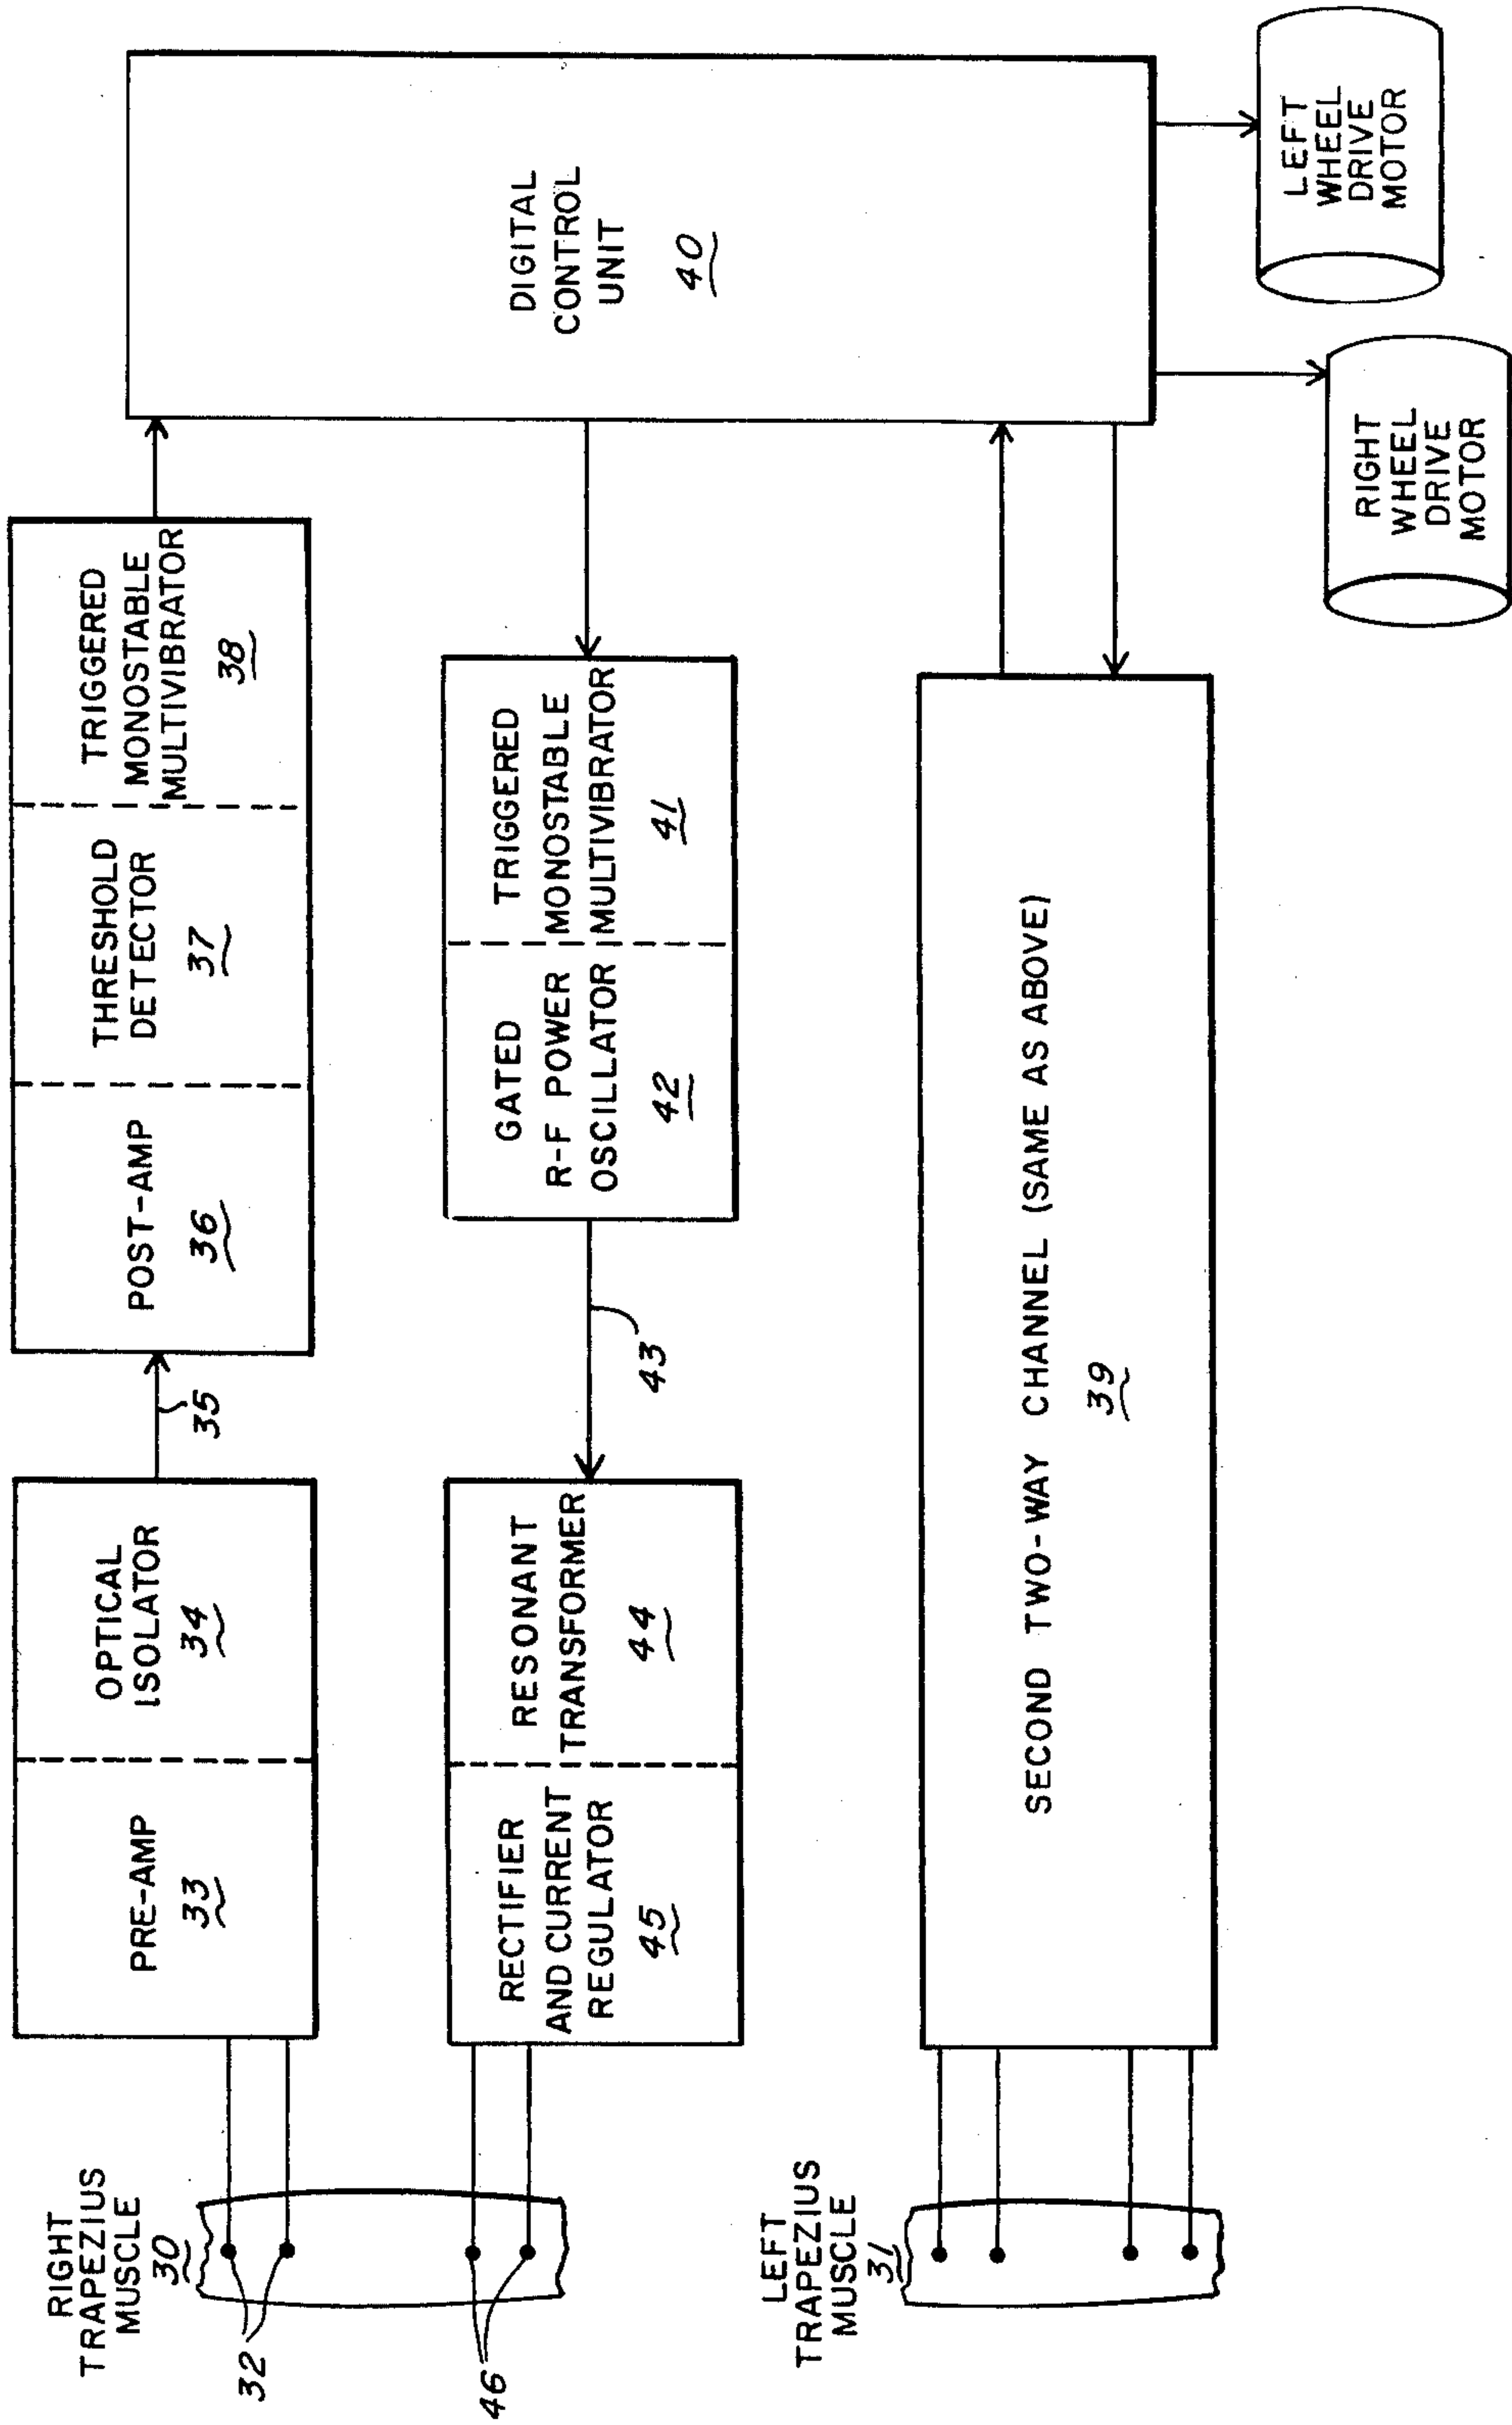 RIGHT
TRAPEZIUS
MUSCLE
30
32
46
PRE-AMP
33
OPTICAL
ISOLATOR
34
35
POST-AMP
36
THRESHOLD
DETECTOR
37
TRIGGERED
MONOSTABLE
MULTIVIBRATOR
38
RECTIFIER
AND CURRENT
REGULATOR
45
RESONANT
TRANSFORMER
44
43
GATED
R-F POWER
OSCILLATOR
42
TRIGGERED
MONOSTABLE
MULTIVIBRATOR
41
DIGITAL
CONTROL
UNIT
40
LEFT
TRAPEZIUS
MUSCLE
31
SECOND TWO-WAY CHANNEL (SAME AS ABOVE)
39
RIGHT
WHEEL
DRIVE
MOTOR
LEFT
WHEEL
DRIVE
MOTOR